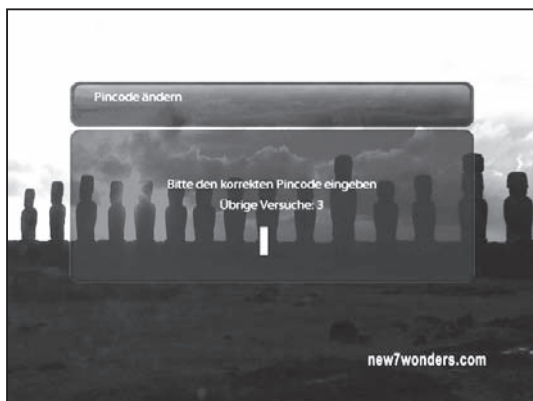 Pincode ändern
Bitte den korrekten Pincode eingeben
Übrige Versuche: 3
new7wonders.com